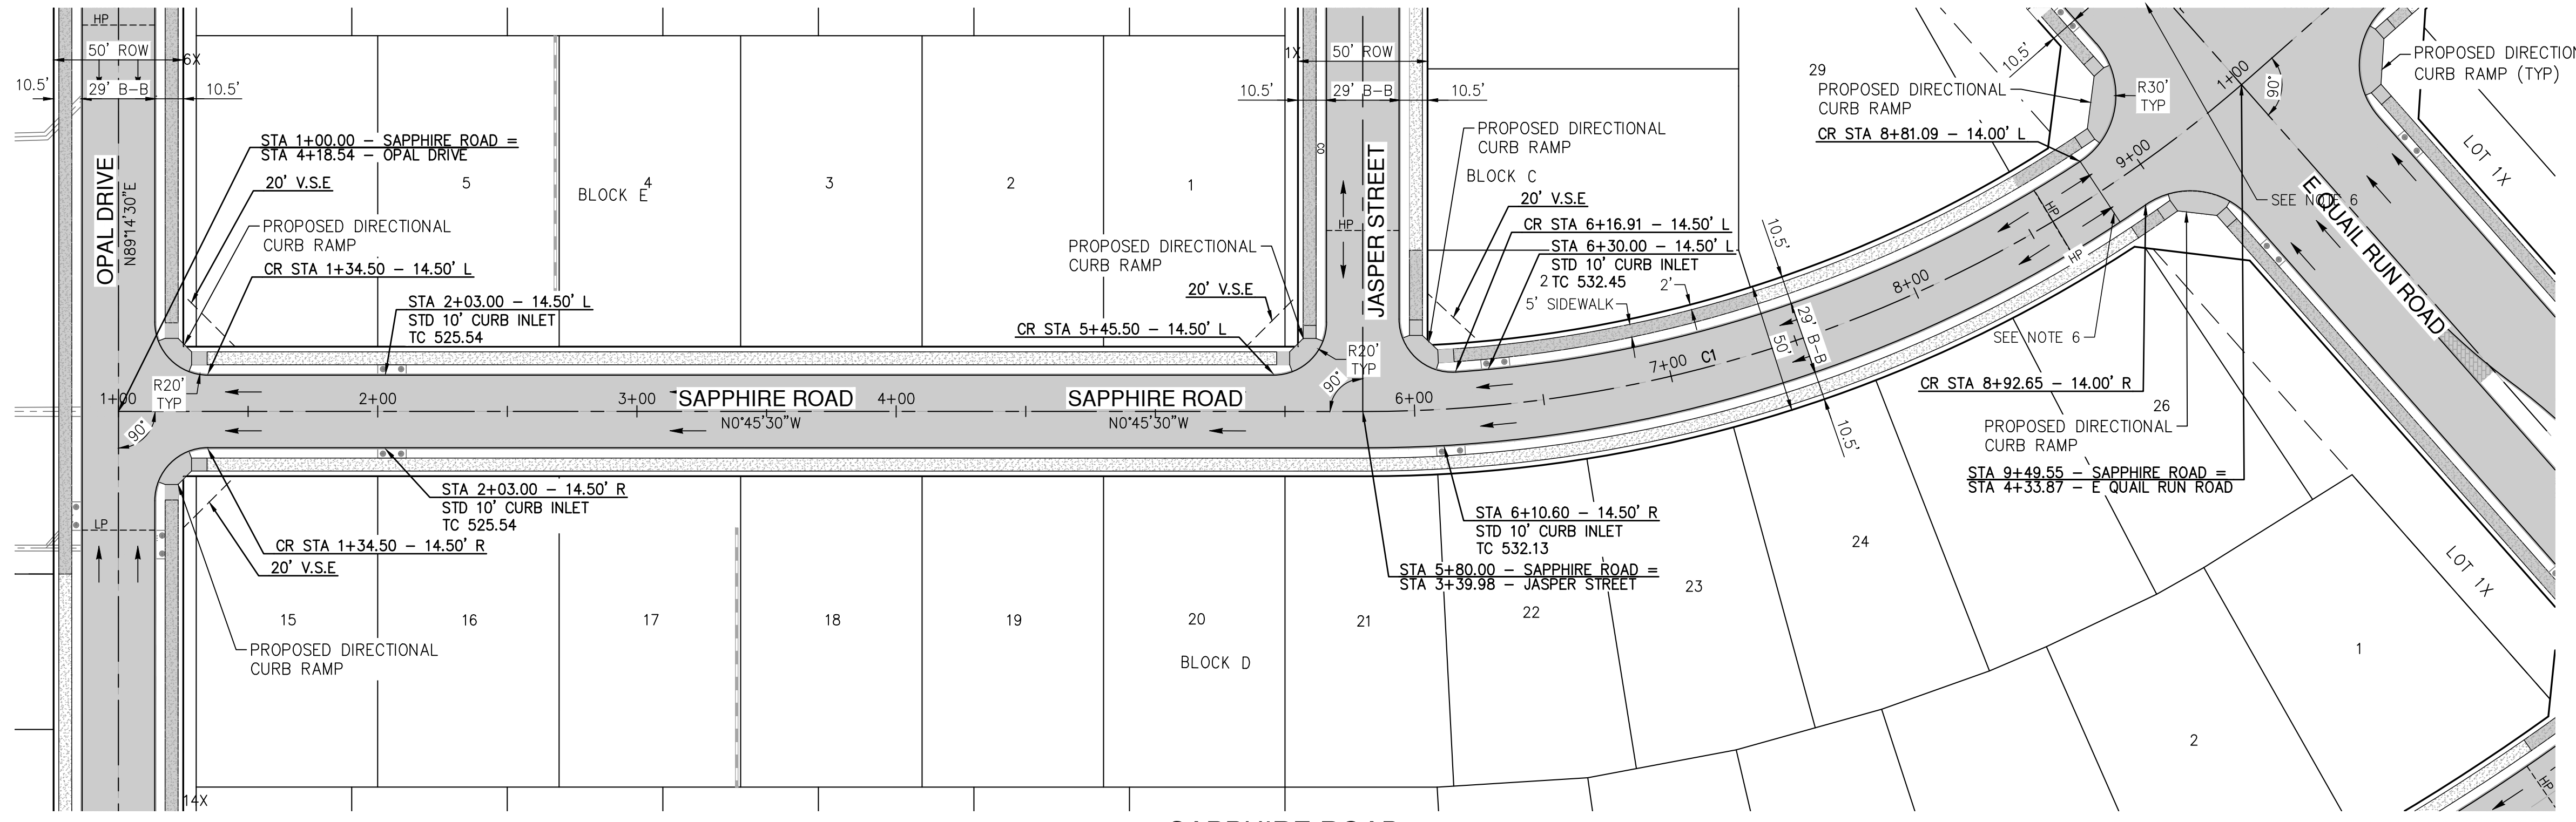 HP
50' ROW
6X
10.5'
29' B-B
10.5'
OPAL DRIVE
N89°14'30"E
STA 1+00.00 - SAPPHIRE ROAD =
STA 4+18.54 - OPAL DRIVE
20' V.S.E
PROPOSED DIRECTIONAL
CURB RAMP
CR STA 1+34.50 - 14.50' L
STA 2+03.00 - 14.50' L
STD 10' CURB INLET
TC 525.54
5
BLOCK E
4
3
2
1
1X
50' ROW
10.5'
29' B-B
10.5'
JASPER STREET
HP
PROPOSED DIRECTIONAL
CURB RAMP
20' V.S.E
CR STA 5+45.50 - 14.50' L
PROPOSED DIRECTIONAL
CURB RAMP
BLOCK C
20' V.S.E
CR STA 6+16.91 - 14.50' L
STA 6+30.00 - 14.50' L
STD 10' CURB INLET
TC 532.45
2
5' SIDEWALK
2'
10.5'
29' B-B
50'
10.5'
29
PROPOSED DIRECTIONAL
CURB RAMP
CR STA 8+81.09 - 14.00' L
10.5'
R30'
TYP
1+00
90°
PROPOSED DIRECTION
CURB RAMP (TYP)
LOT 1X
SEE NOTE 6
E QUAIL RUN ROAD
9+00
HP
HP
8+00
SEE NOTE 6
CR STA 8+92.65 - 14.00' R
26
PROPOSED DIRECTIONAL
CURB RAMP
STA 9+49.55 - SAPPHIRE ROAD =
STA 4+33.87 - E QUAIL RUN ROAD
R20'
TYP
1+00
90°
2+00
3+00
SAPPHIRE ROAD
N0°45'30"W
4+00
SAPPHIRE ROAD
N0°45'30"W
R20'
TYP
90°
6+00
7+00
C1
LP
STA 2+03.00 - 14.50' R
STD 10' CURB INLET
TC 525.54
CR STA 1+34.50 - 14.50' R
20' V.S.E
PROPOSED DIRECTIONAL
CURB RAMP
14X
15
16
17
18
19
20
BLOCK D
21
22
23
24
STA 6+10.60 - 14.50' R
STD 10' CURB INLET
TC 532.13
STA 5+80.00 - SAPPHIRE ROAD =
STA 3+39.98 - JASPER STREET
LOT 1X
1
2
HP